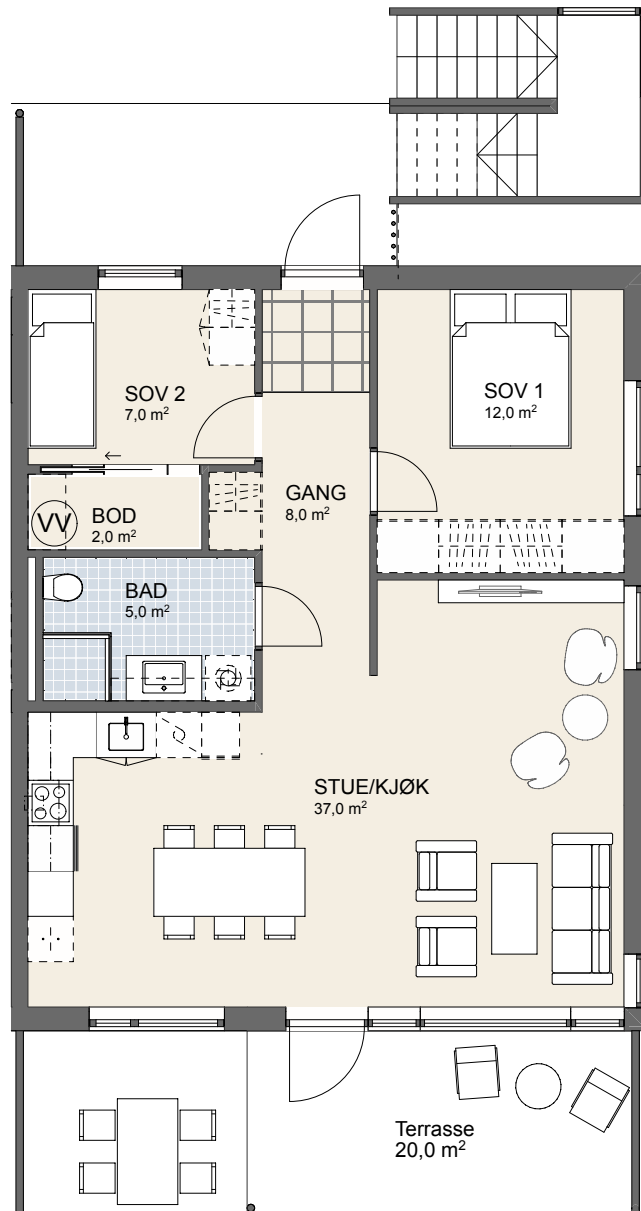 SOV 2
7,0 m²
SOV 1
12,0 m²
GANG
8,0 m²
VV
BOD
2,0 m²
BAD
5,0 m²
STUE/KJØK
37,0 m²
Terrasse
20,0 m²